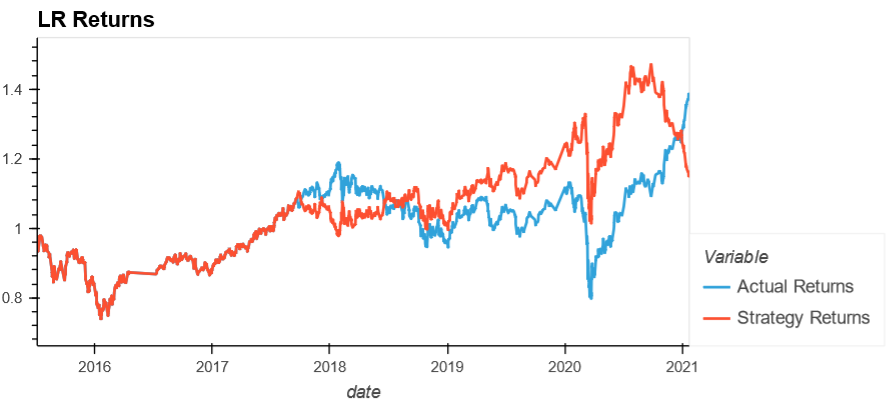 LR Returns
1.4
1.2
1
0.8
2016 2017 2018 2019 2020 2021
date
Variable
Actual Returns
Strategy Returns